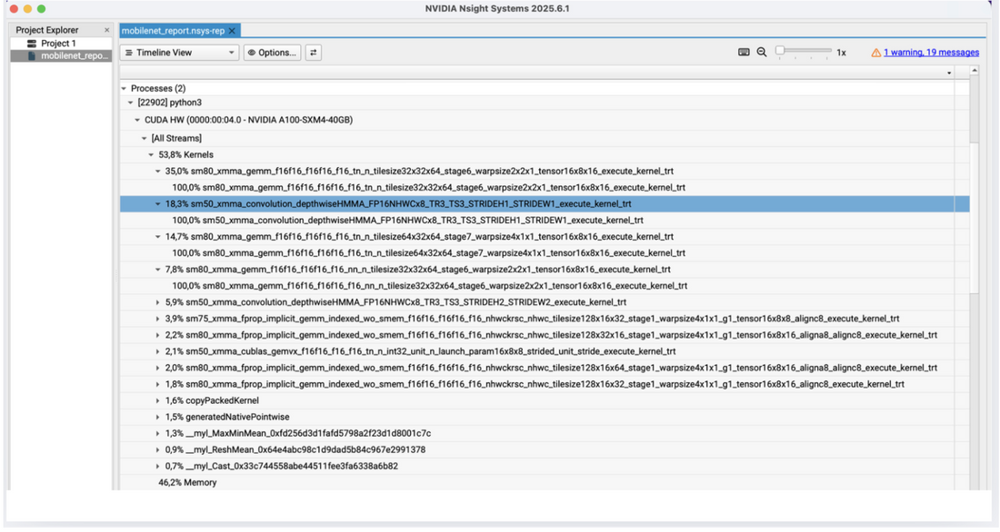 NVIDIA Nsight Systems 2025.6.1
Project Explorer ×
Project 1
mobilenet_repo...
mobilenet_report.nsys-rep ×
Timeline View
Options...
1x
1 warning, 19 messages
Processes (2)
[22902] python3
CUDA HW (0000:00:04.0 - NVIDIA A100-SXM4-40GB)
[All Streams]
53,8% Kernels
35,0% sm80_xmma_gemm_f16f16_f16f16_f16_tn_n_tilesize32x32x64_stage6_warpsize2x2x1_tensor16x8x16_execute_kernel_trt
100,0% sm80_xmma_gemm_f16f16_f16f16_f16_tn_n_tilesize32x32x64_stage6_warpsize2x2x1_tensor16x8x16_execute_kernel_trt
18,3% sm50_xmma_convolution_depthwiseHMMA_FP16NHWCx8_TR3_TS3_STRIDEH1_STRIDEW1_execute_kernel_trt
100,0% sm50_xmma_convolution_depthwiseHMMA_FP16NHWCx8_TR3_TS3_STRIDEH1_STRIDEW1_execute_kernel_trt
14,7% sm80_xmma_gemm_f16f16_f16f16_f16_tn_n_tilesize64x32x64_stage7_warpsize4x1x1_tensor16x8x16_execute_kernel_trt
100,0% sm80_xmma_gemm_f16f16_f16f16_f16_tn_n_tilesize64x32x64_stage7_warpsize4x1x1_tensor16x8x16_execute_kernel_trt
7,8% sm80_xmma_gemm_f16f16_f16f16_f16_nn_n_tilesize32x32x64_stage6_warpsize2x2x1_tensor16x8x16_execute_kernel_trt
100,0% sm80_xmma_gemm_f16f16_f16f16_f16_nn_n_tilesize32x32x64_stage6_warpsize2x2x1_tensor16x8x16_execute_kernel_trt
5,9% sm50_xmma_convolution_depthwiseHMMA_FP16NHWCx8_TR3_TS3_STRIDEH2_STRIDEW2_execute_kernel_trt
3,9% sm75_xmma_fprop_implicit_gemm_indexed_wo_smem_f16f16_f16f16_f16_nhwckrsc_nhwc_tilesize128x16x32_stage1_warpsize4x1x1_g1_tensor16x8x8_alignc8_execute_kernel_trt
2,2% sm80_xmma_fprop_implicit_gemm_indexed_wo_smem_f16f16_f16f16_f16_nhwckrsc_nhwc_tilesize128x32x16_stage1_warpsize4x1x1_g1_tensor16x8x16_aligna8_alignc8_execute_kernel_trt
2,1% sm50_xmma_cublas_gemvx_f16f16_f16_f16_tn_n_int32_unit_n_launch_param16x8x8_strided_unit_stride_execute_kernel_trt
2,0% sm80_xmma_fprop_implicit_gemm_indexed_wo_smem_f16f16_f16f16_f16_nhwckrsc_nhwc_tilesize128x16x64_stage1_warpsize4x1x1_g1_tensor16x8x16_aligna8_alignc8_execute_kernel_trt
1,8% sm80_xmma_fprop_implicit_gemm_indexed_wo_smem_f16f16_f16f16_f16_nhwckrsc_nhwc_tilesize128x16x32_stage1_warpsize4x1x1_g1_tensor16x8x16_alignc8_execute_kernel_trt
1,6% copyPackedKernel
1,5% generatedNativePointwise
1,3% __myl_MaxMinMean_0xfd256d3d1fafd5798a2f23d1d8001c7c
0,9% __myl_ReshMean_0x64e4abc98c1d9dad5b84c967e2991378
0,7% __myl_Cast_0x33c744558abe44511fee3fa6338a6b82
46,2% Memory